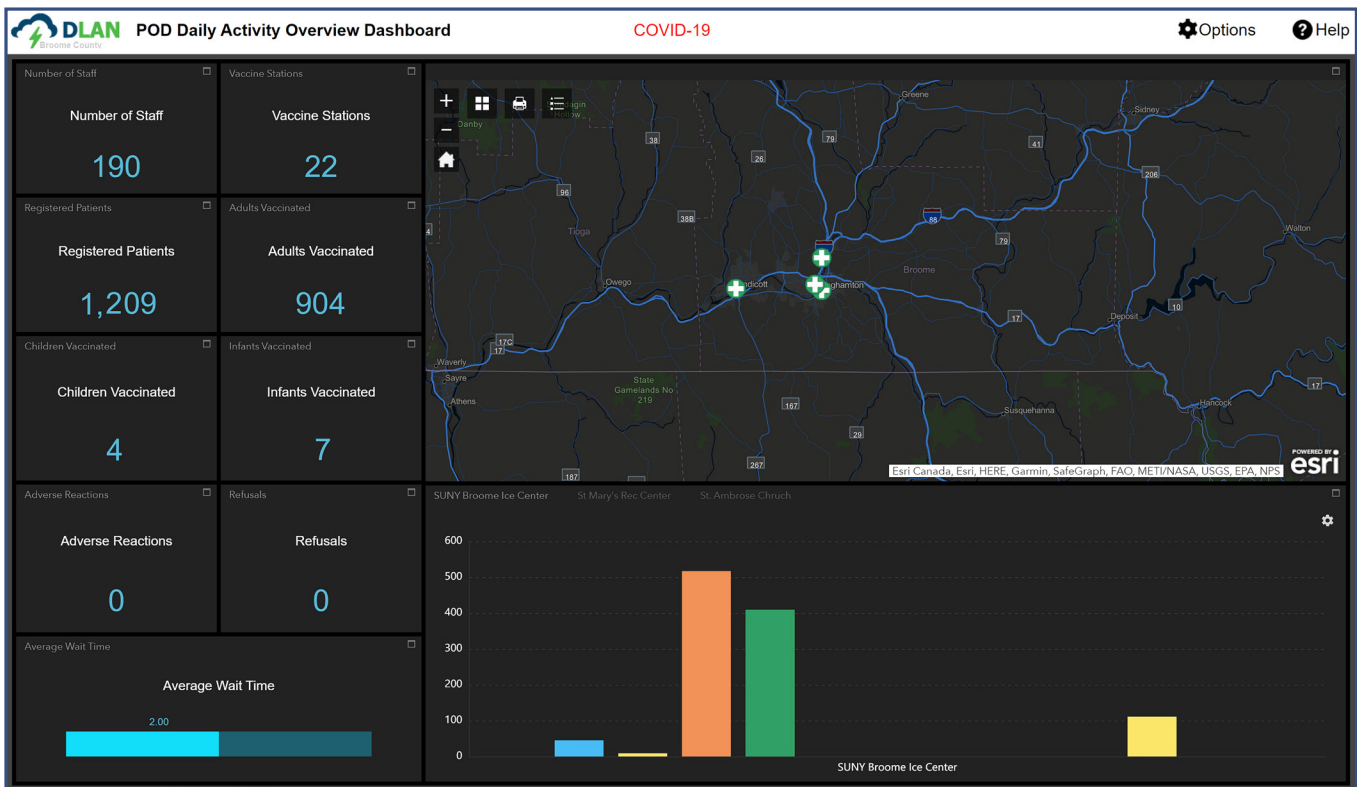 DLAN
Broome County
POD Daily Activity Overview Dashboard
COVID-19
Options
? Help
Number of Staff
Number of Staff
190
Vaccine Stations
Vaccine Stations
22
Registered Patients
Registered Patients
1,209
Adults Vaccinated
Adults Vaccinated
904
Children Vaccinated
Children Vaccinated
4
Infants Vaccinated
Infants Vaccinated
7
Adverse Reactions
Adverse Reactions
0
Refusals
Refusals
0
Average Wait Time
Average Wait Time
2.00
Greene
Sidney
Danby
Hollow
38
79
41
26
206
96
38B
88
4
Tioga
79
Walton
Broome
Owego
ndicott
nghamton
10
17
Deposit
17C
17
Waverly
Sayre
State
Gamelands No
219
17
Athens
167
Hancock
Susquehanna
29
267
187
Esri Canada, Esri, HERE, Garmin, SafeGraph, FAO, METI/NASA, USGS, EPA, NPS
POWERED BY
esri
SUNY Broome Ice Center
St Mary's Rec Center
St. Ambrose Chruch
600
500
400
300
200
100
0
SUNY Broome Ice Center